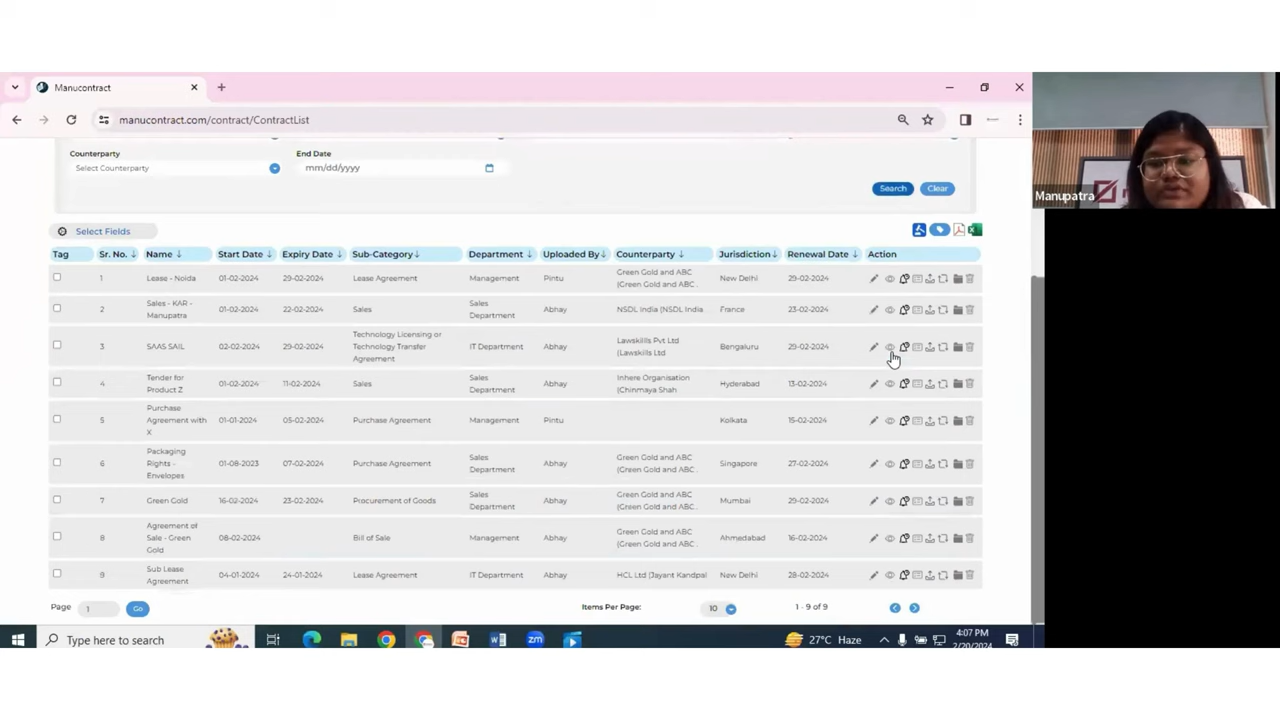 Manucontract
manucontract.com/contract/ContractList
Manupatra
Counterparty
End Date
Select Counterparty
mm/dd/yyyy
Search
Clear
Select Fields
Tag Sr. No. Name Start Date Expiry Date Sub-Category Department Uploaded By Counterparty Jurisdiction Renewal Date Action
1 Lease - Noida 01-02-2024 29-02-2024 Lease Agreement Management Pintu Green Gold and ABC New Delhi 29-02-2024
(Green Gold and ABC .
2 Sales - KAR - 01-02-2024 22-02-2024 Sales Sales NSDL India (NSDL India France 23-02-2024
Manupatra Department
3 SAAS SAIL 02-02-2024 29-02-2024 Technology Licensing or IT Department Abhay Lawskills Pvt Ltd Bengaluru 29-02-2024
Technology Transfer (Lawskills Ltd
Agreement
4 Tender for 01-02-2024 11-02-2024 Sales Sales Abhay Inhere Organisation Hyderabad 13-02-2024
Product Z Department (Chinmaya Shah
5 Purchase 01-01-2024 05-02-2024 Purchase Agreement Management Pintu Kolkata 15-02-2024
Agreement with
X
6 Packaging 01-08-2023 07-02-2024 Purchase Agreement Sales Abhay Green Gold and ABC Singapore 27-02-2024
Rights - Department (Green Gold and ABC .
Envelopes
7 Green Gold 16-02-2024 23-02-2024 Procurement of Goods Sales Abhay Green Gold and ABC Mumbai 29-02-2024
Department (Green Gold and ABC .
8 Agreement of 08-02-2024 Bill of Sale Management Abhay Green Gold and ABC Ahmedabad 16-02-2024
Sale - Green (Green Gold and ABC .
Gold
9 Sub Lease 04-01-2024 24-01-2024 Lease Agreement IT Department Abhay HCL Ltd (Jayant Kandpal New Delhi 28-02-2024
Agreement
Page 1 Go
Items Per Page: 10 1 - 9 of 9
Type here to search
27°C Haze
4:07 PM
2/20/2024